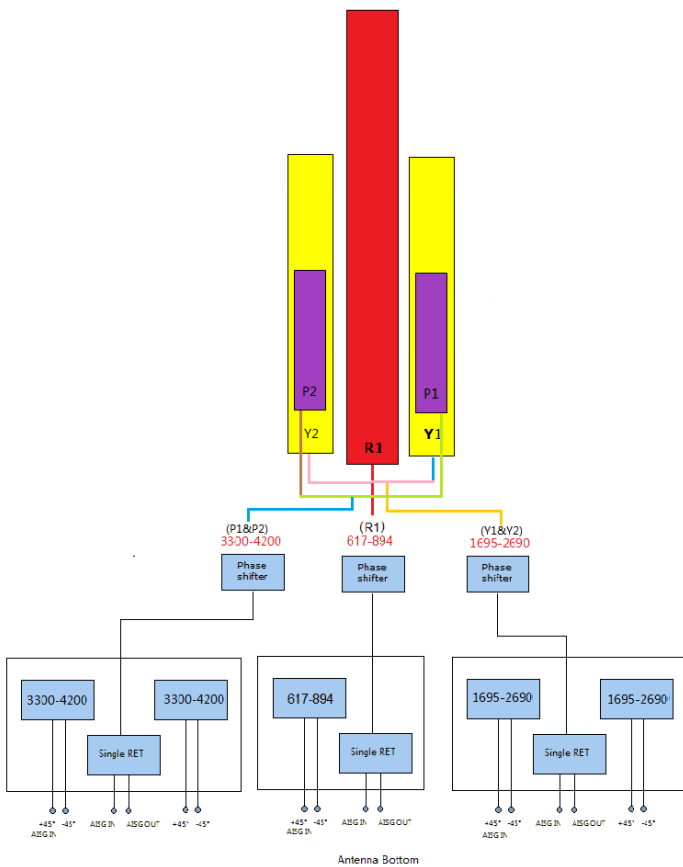 P2
P1
Y2
Y1
R1
(P1&P2)
3300-4200
(R1)
617-894
(Y1&Y2)
1695-2690
Phase
shifter
Phase
shifter
Phase
shifter
3300-4200
3300-4200
Single RET
617-894
Single RET
1695-2690
1695-2690
Single RET
+45° -45°
AISG IN
AISG IN AISG OUT
+45° -45°
+45° -45°
AISG IN
AISG IN AISG OUT
+45° -45°
AISG IN
AISG IN AISG OUT
+45° -45°
Antenna Bottom